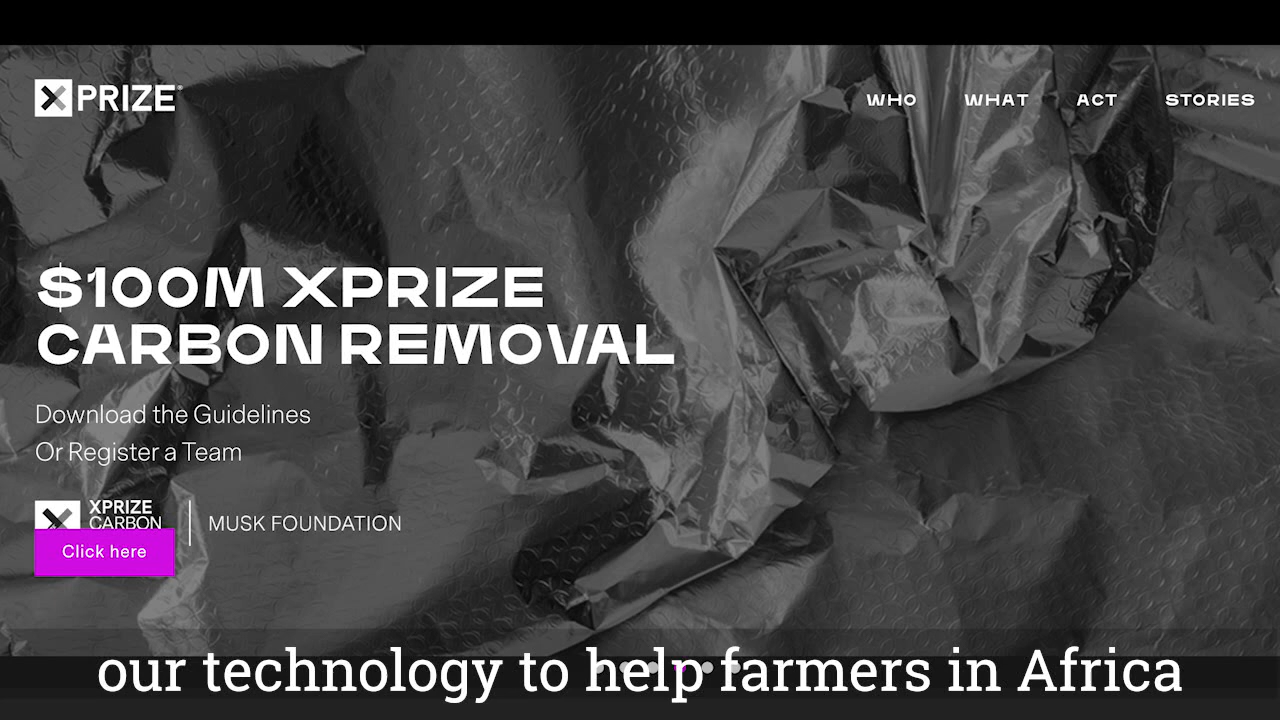 XPRIZE
WHO WHAT ACT STORIES
$100M XPRIZE
CARBON REMOVAL
Download the Guidelines
Or Register a Team
XPRIZE
CARBON
MUSK FOUNDATION
Click here
our technology to help farmers in Africa